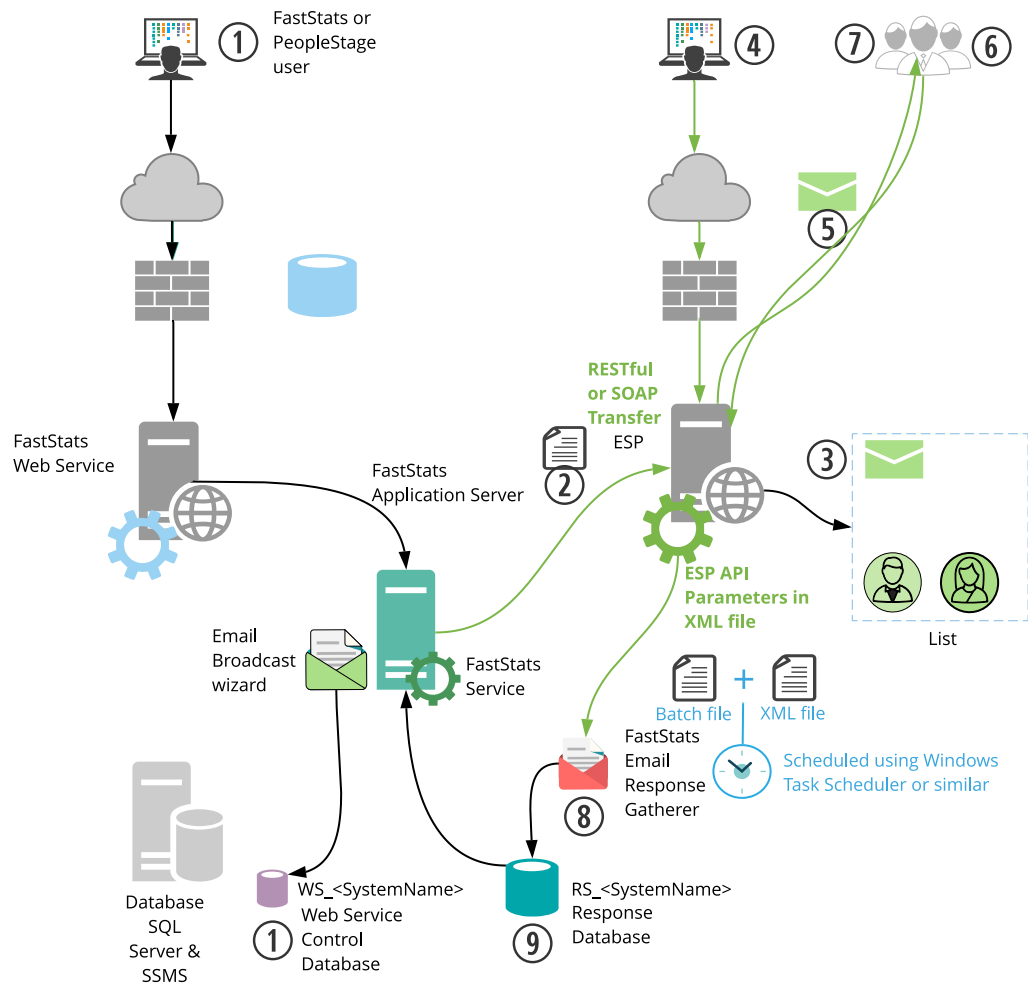 1
FastStats or
PeopleStage
user
4
7
6
5
RESTful
or SOAP
Transfer
ESP
2
3
FastStats
Web Service
FastStats
Application Server
ESP API
Parameters in
XML file
List
Email
Broadcast
wizard
FastStats
Service
Batch file
+
XML file
FastStats
Email
Response
Gatherer
Scheduled using Windows
Task Scheduler or similar
8
Database
SQL
Server &
SSMS
WS_<SystemName>
Web Service
Control
Database
1
RS_<SystemName>
Response
Database
9